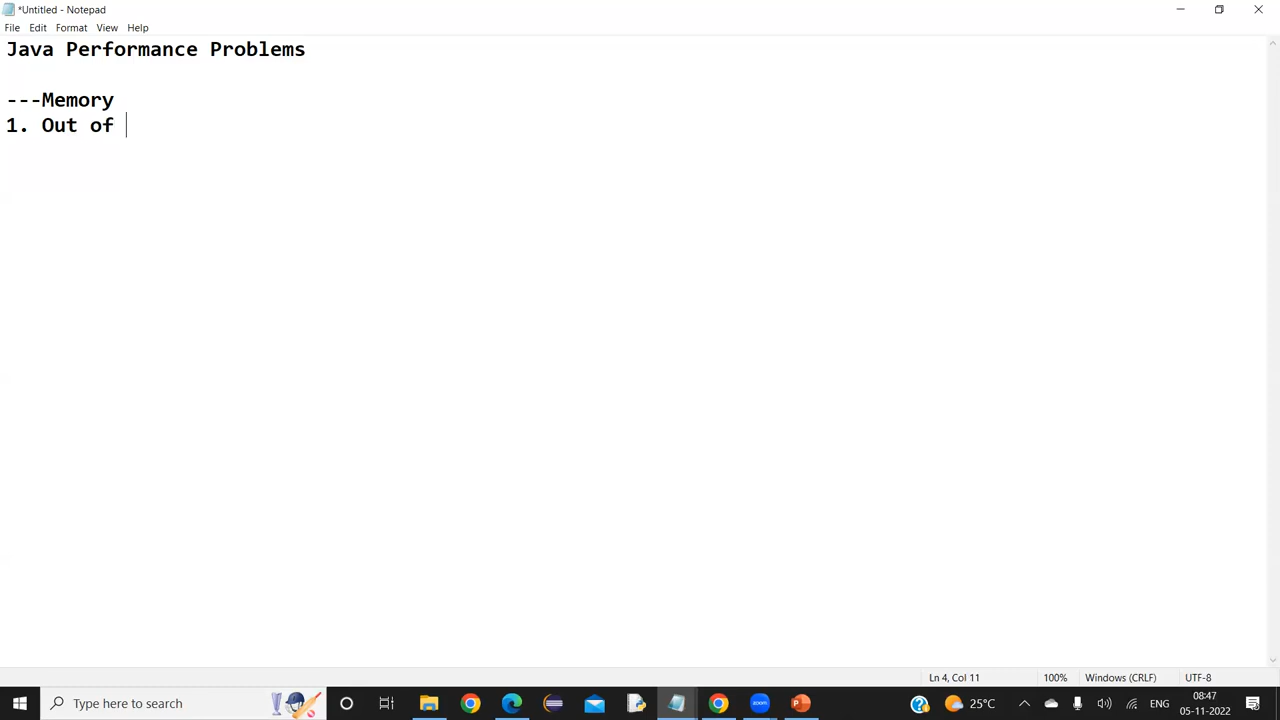 *Untitled - Notepad
File Edit Format View Help
Java Performance Problems
---Memory
1. Out of
Ln 4, Col 11 100% Windows (CRLF) UTF-8
Type here to search zoom 25°C ENG 08:47
05-11-2022